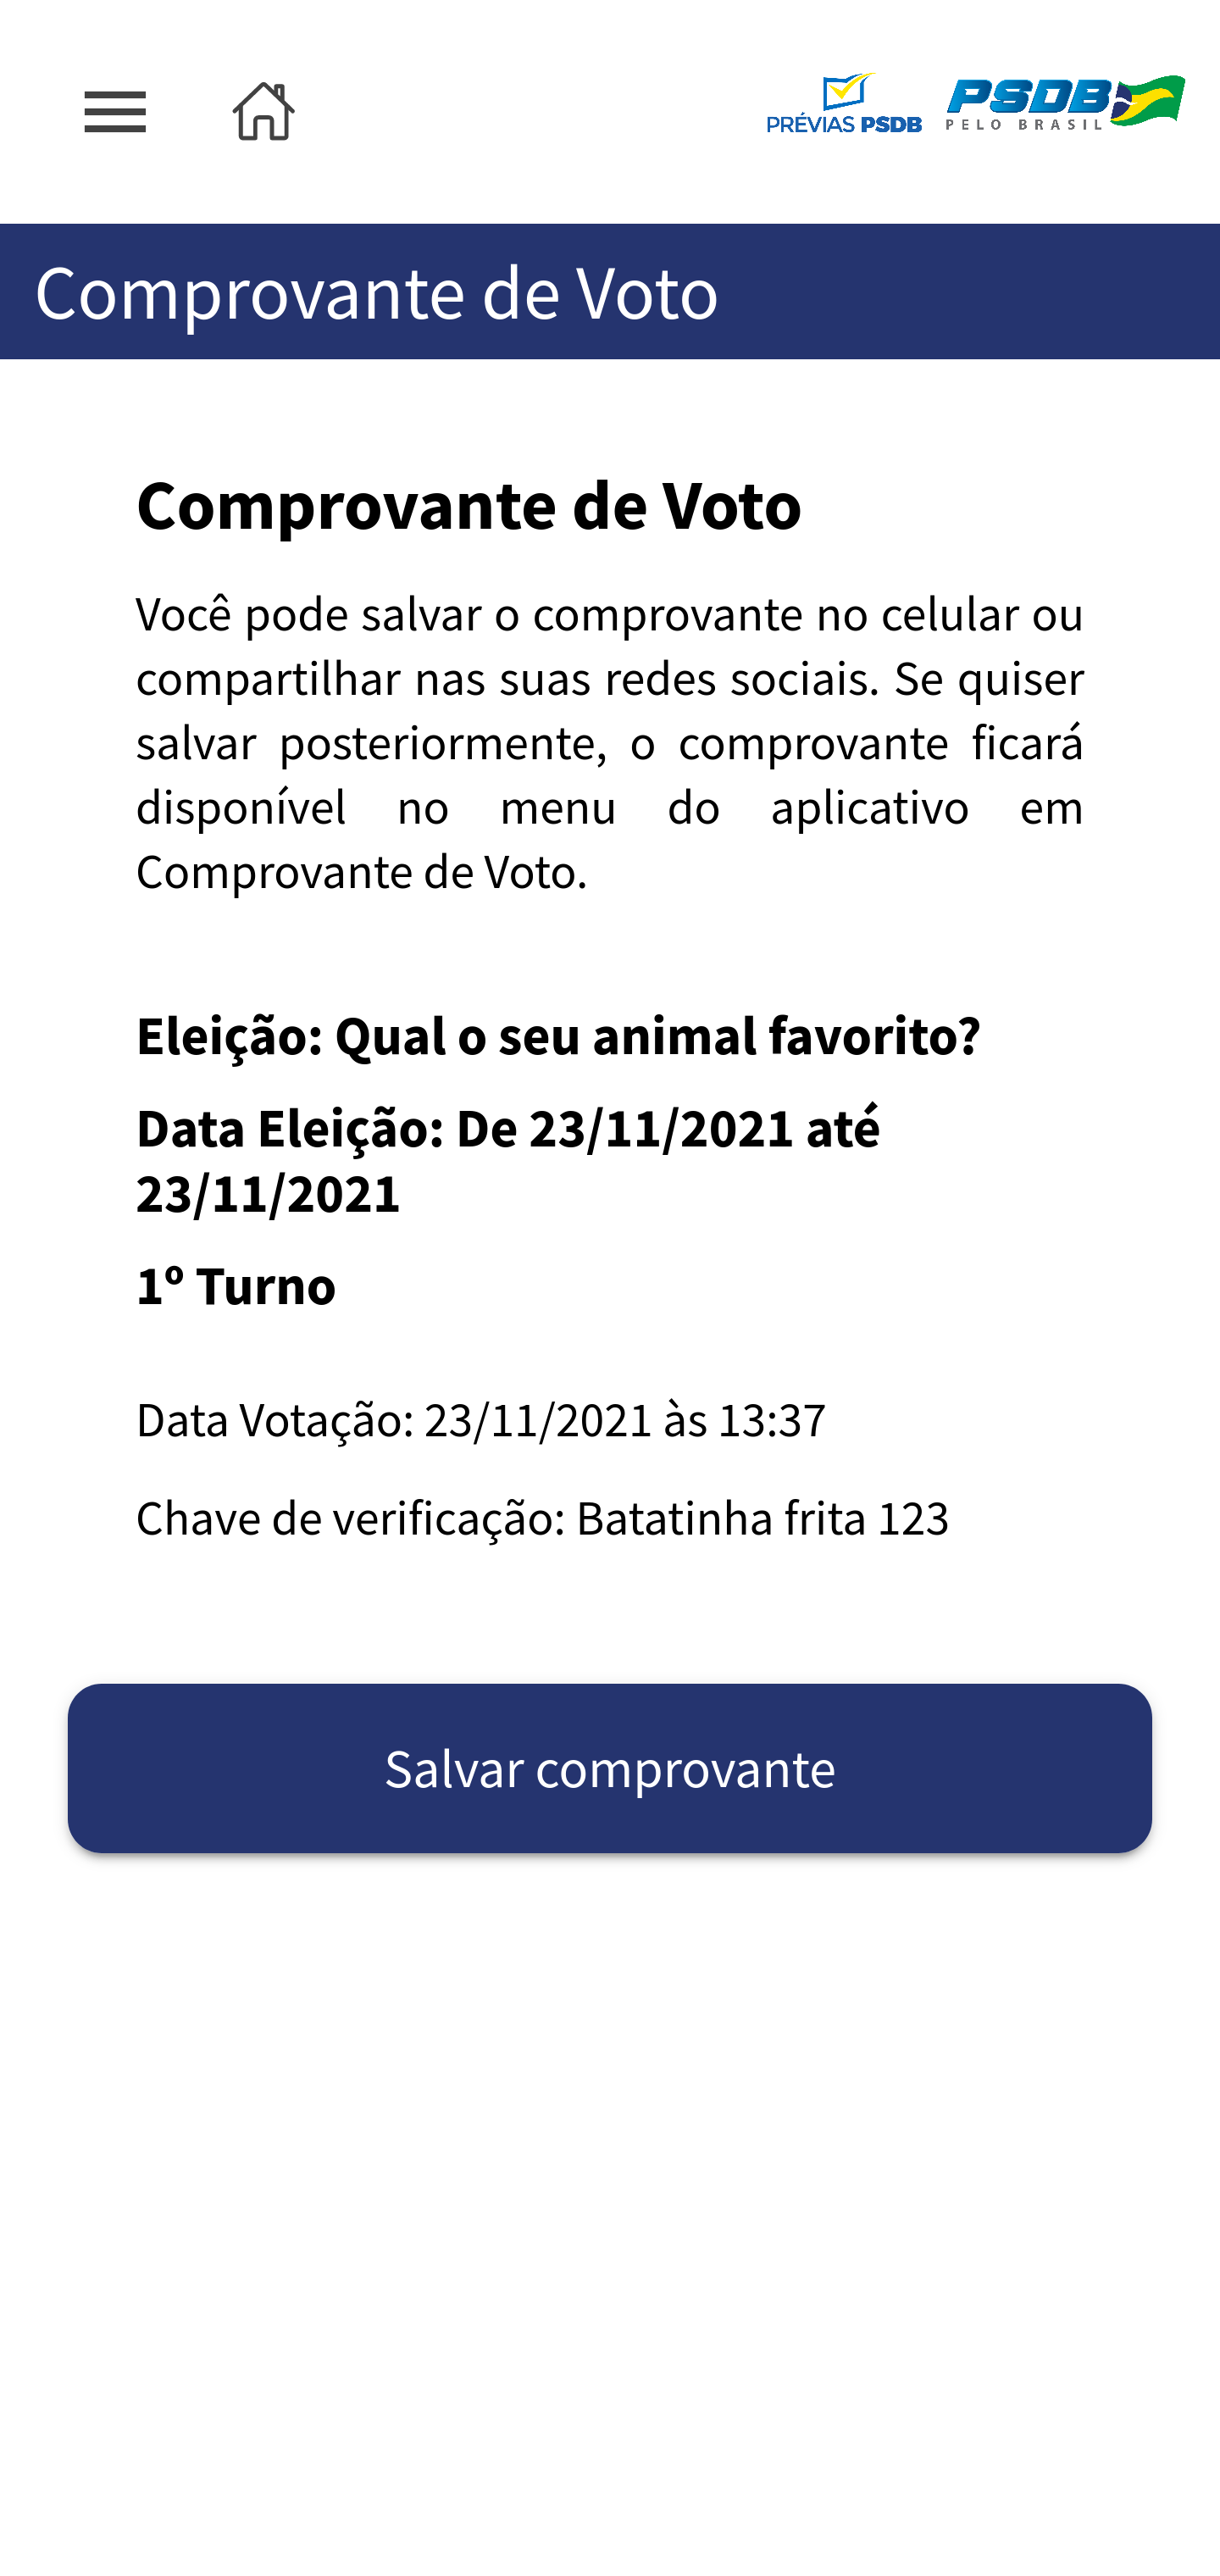 PRÉVIAS PSDB
PSDB
PELO BRASIL
Comprovante de Voto
Comprovante de Voto
Você pode salvar o comprovante no celular ou
compartilhar nas suas redes sociais. Se quiser
salvar posteriormente, o comprovante ficará
disponível no menu do aplicativo em
Comprovante de Voto.
Eleição: Qual o seu animal favorito?
Data Eleição: De 23/11/2021 até
23/11/2021
1º Turno
Data Votação: 23/11/2021 às 13:37
Chave de verificação: Batatinha frita 123
Salvar comprovante